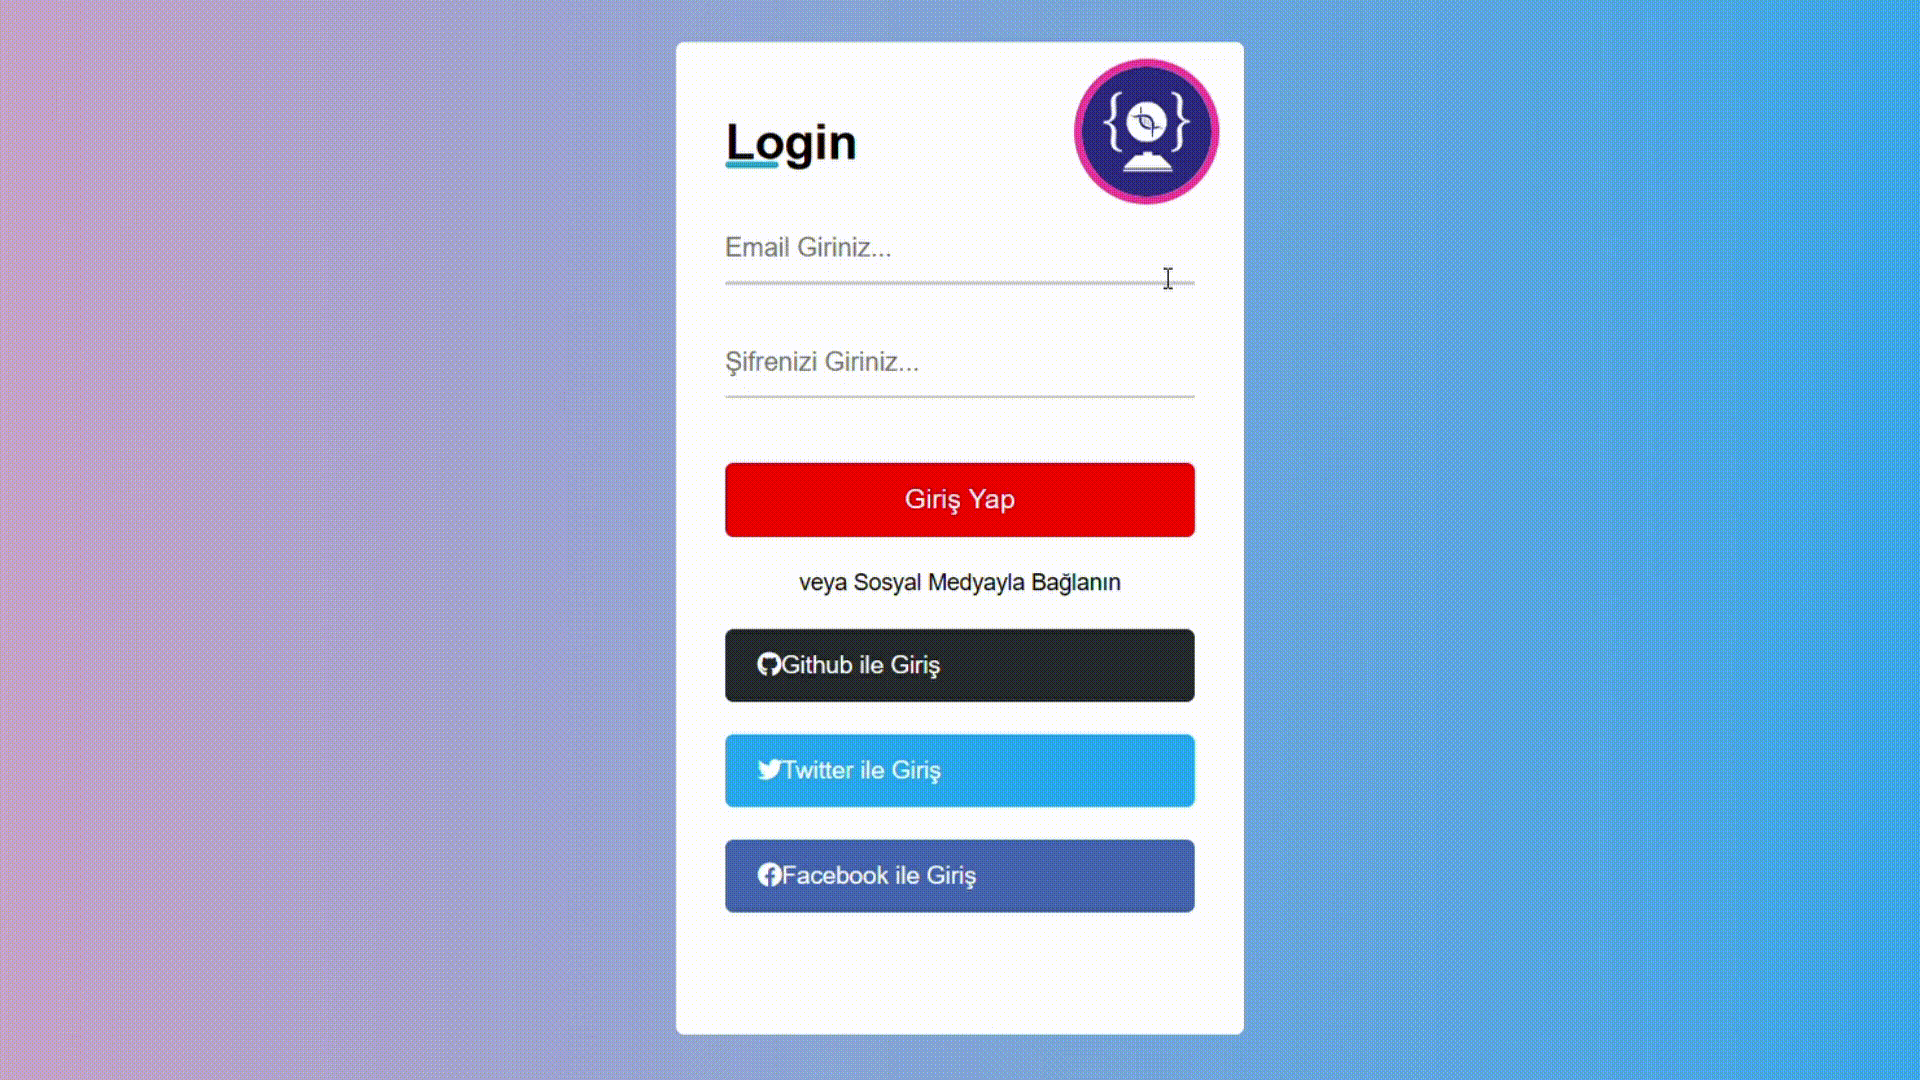 Login
Email Giriniz...
Şifrenizi Giriniz...
Giriş Yap
veya Sosyal Medyayla Bağlanın
Github ile Giriş
Twitter ile Giriş
Facebook ile Giriş